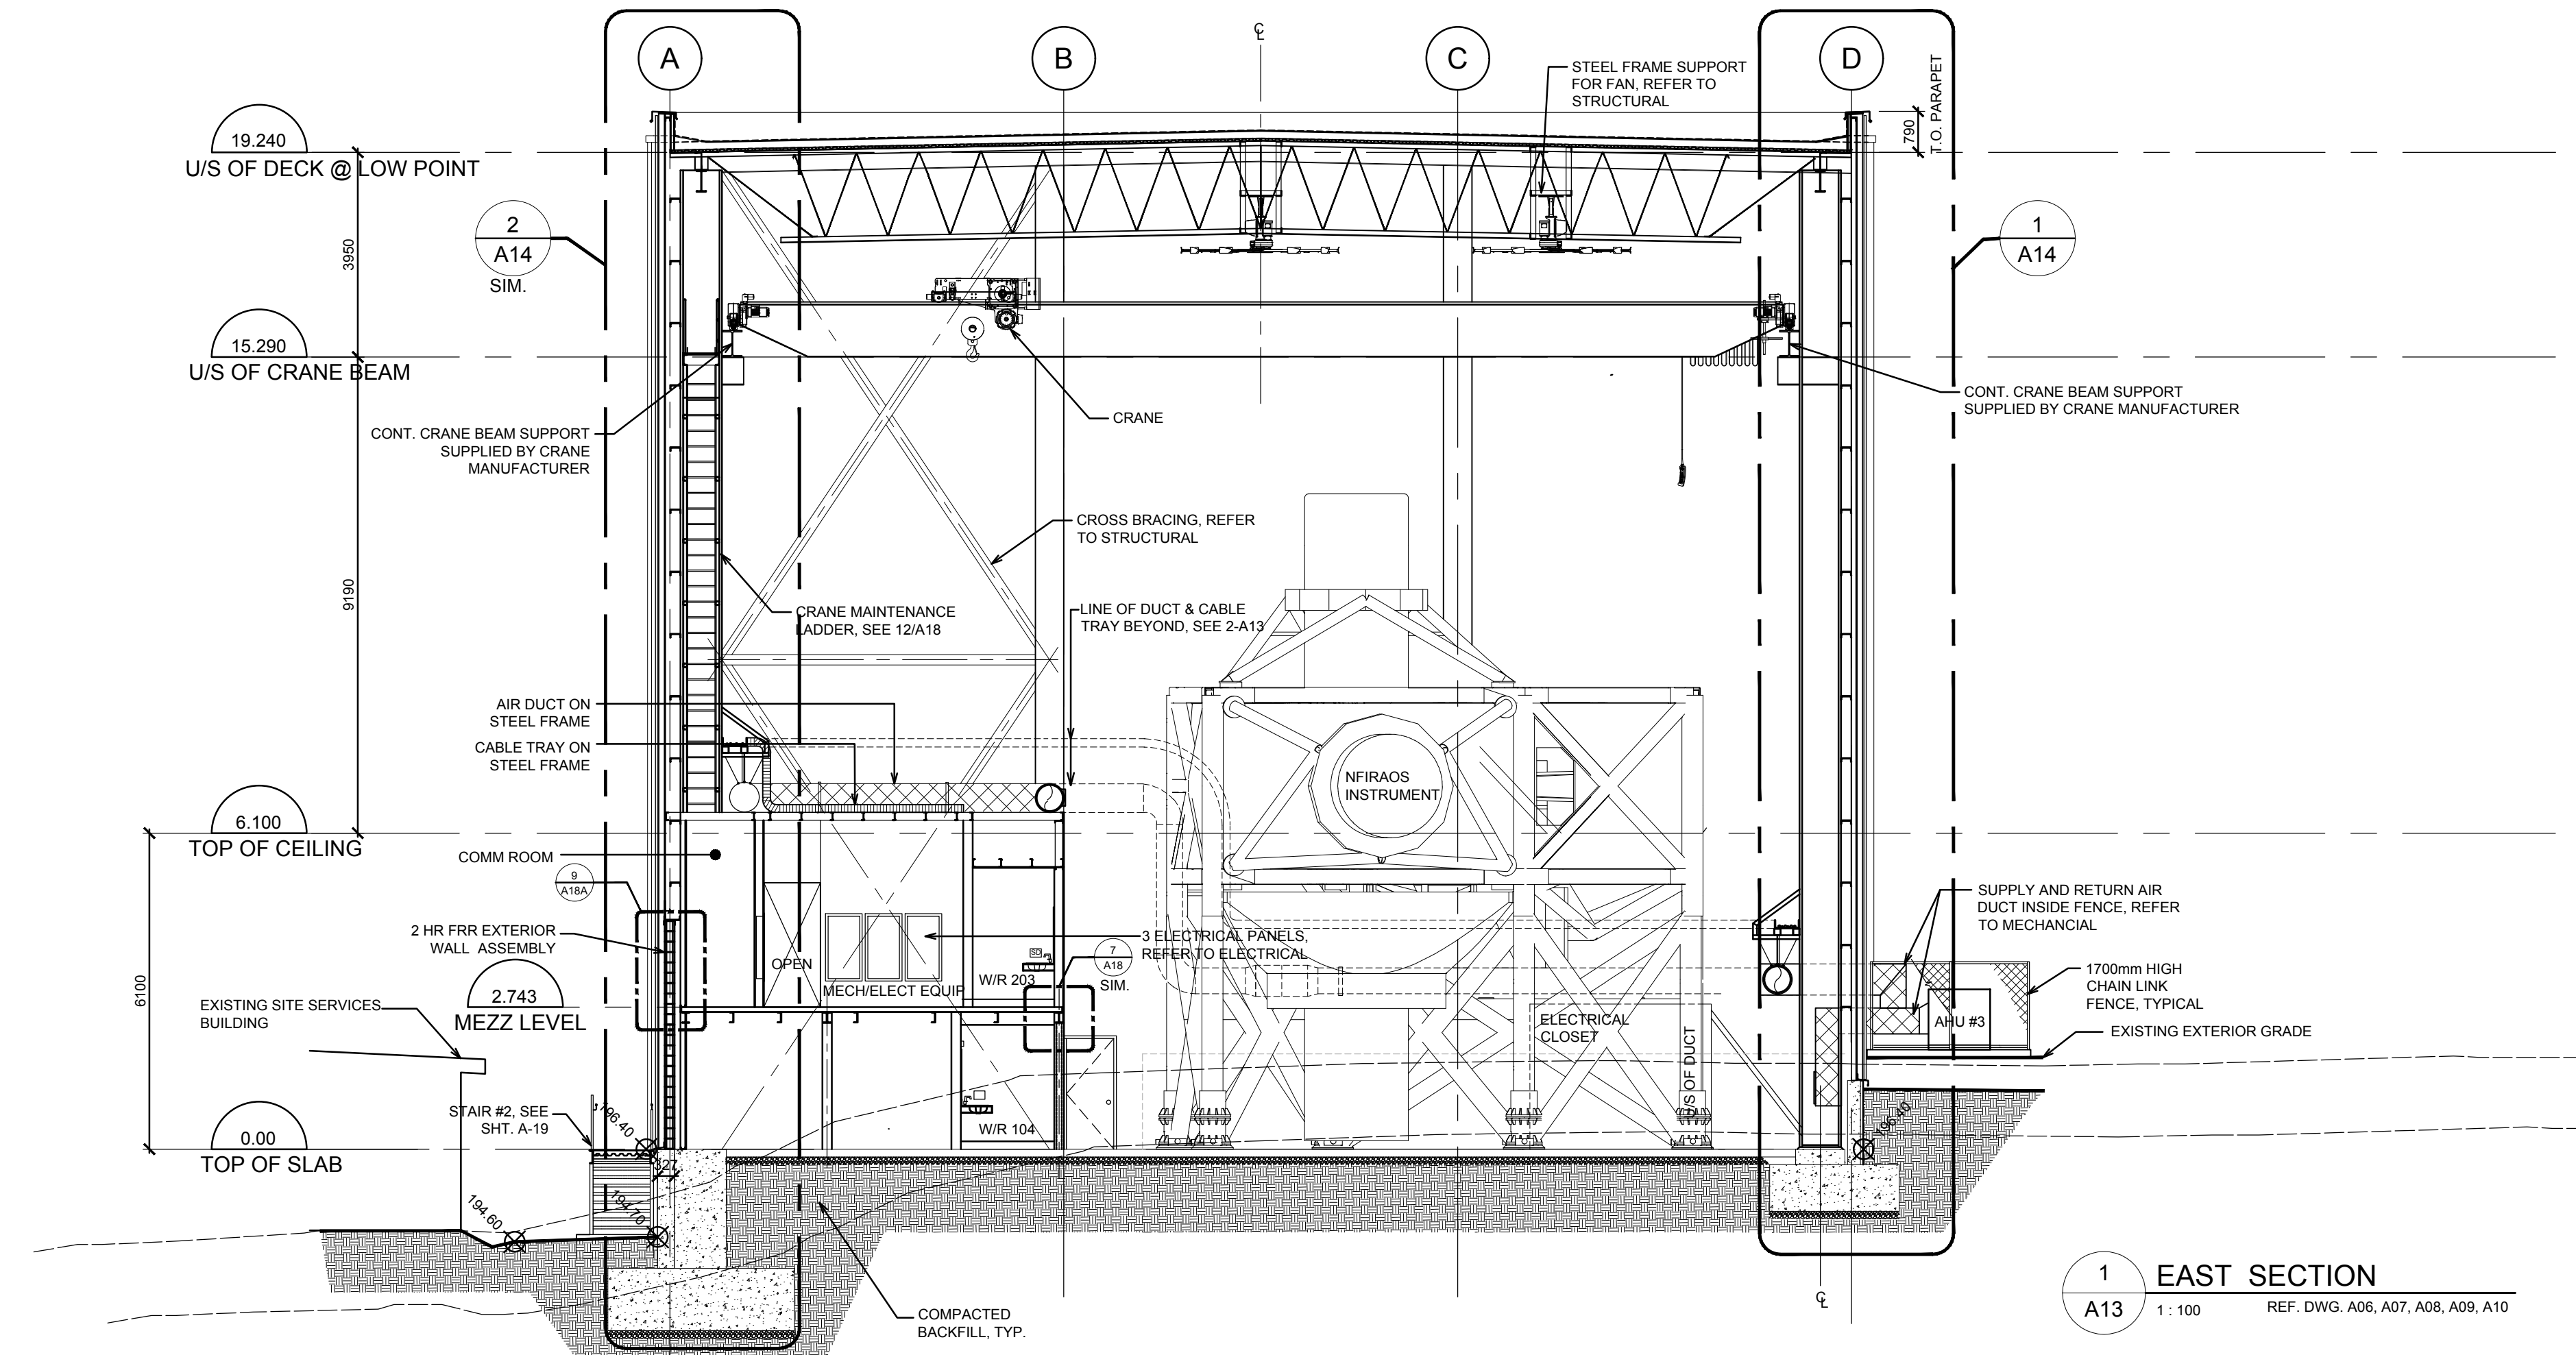 A
B
℄
C
D
STEEL FRAME SUPPORT
FOR FAN, REFER TO
STRUCTURAL
790
T.O. PARAPET
19.240
U/S OF DECK @ LOW POINT
2
A14
SIM.
1
A14
3950
15.290
U/S OF CRANE BEAM
CONT. CRANE BEAM SUPPORT
SUPPLIED BY CRANE
MANUFACTURER
CRANE
CONT. CRANE BEAM SUPPORT
SUPPLIED BY CRANE MANUFACTURER
CROSS BRACING, REFER
TO STRUCTURAL
9190
CRANE MAINTENANCE
LADDER, SEE 12/A18
LINE OF DUCT & CABLE
TRAY BEYOND, SEE 2-A13
AIR DUCT ON
STEEL FRAME
CABLE TRAY ON
STEEL FRAME
NFIRAOS
INSTRUMENT
6.100
TOP OF CEILING
COMM ROOM
9
A18A
2 HR FRR EXTERIOR
WALL ASSEMBLY
OPEN
MECH/ELECT EQUIP
SD
W/R 203
3 ELECTRICAL PANELS,
REFER TO ELECTRICAL
7
A18
SIM.
SUPPLY AND RETURN AIR
DUCT INSIDE FENCE, REFER
TO MECHANCIAL
1700mm HIGH
CHAIN LINK
FENCE, TYPICAL
AHU #3
EXISTING EXTERIOR GRADE
6100
EXISTING SITE SERVICES
BUILDING
2.743
MEZZ LEVEL
ELECTRICAL
CLOSET
U/S OF DUCT
STAIR #2, SEE
SHT. A-19
196.40
W/R 104
196.40
0.00
TOP OF SLAB
327
194.60
194.70
COMPACTED
BACKFILL, TYP.
℄
1
A13
EAST SECTION
1 : 100
REF. DWG. A06, A07, A08, A09, A10